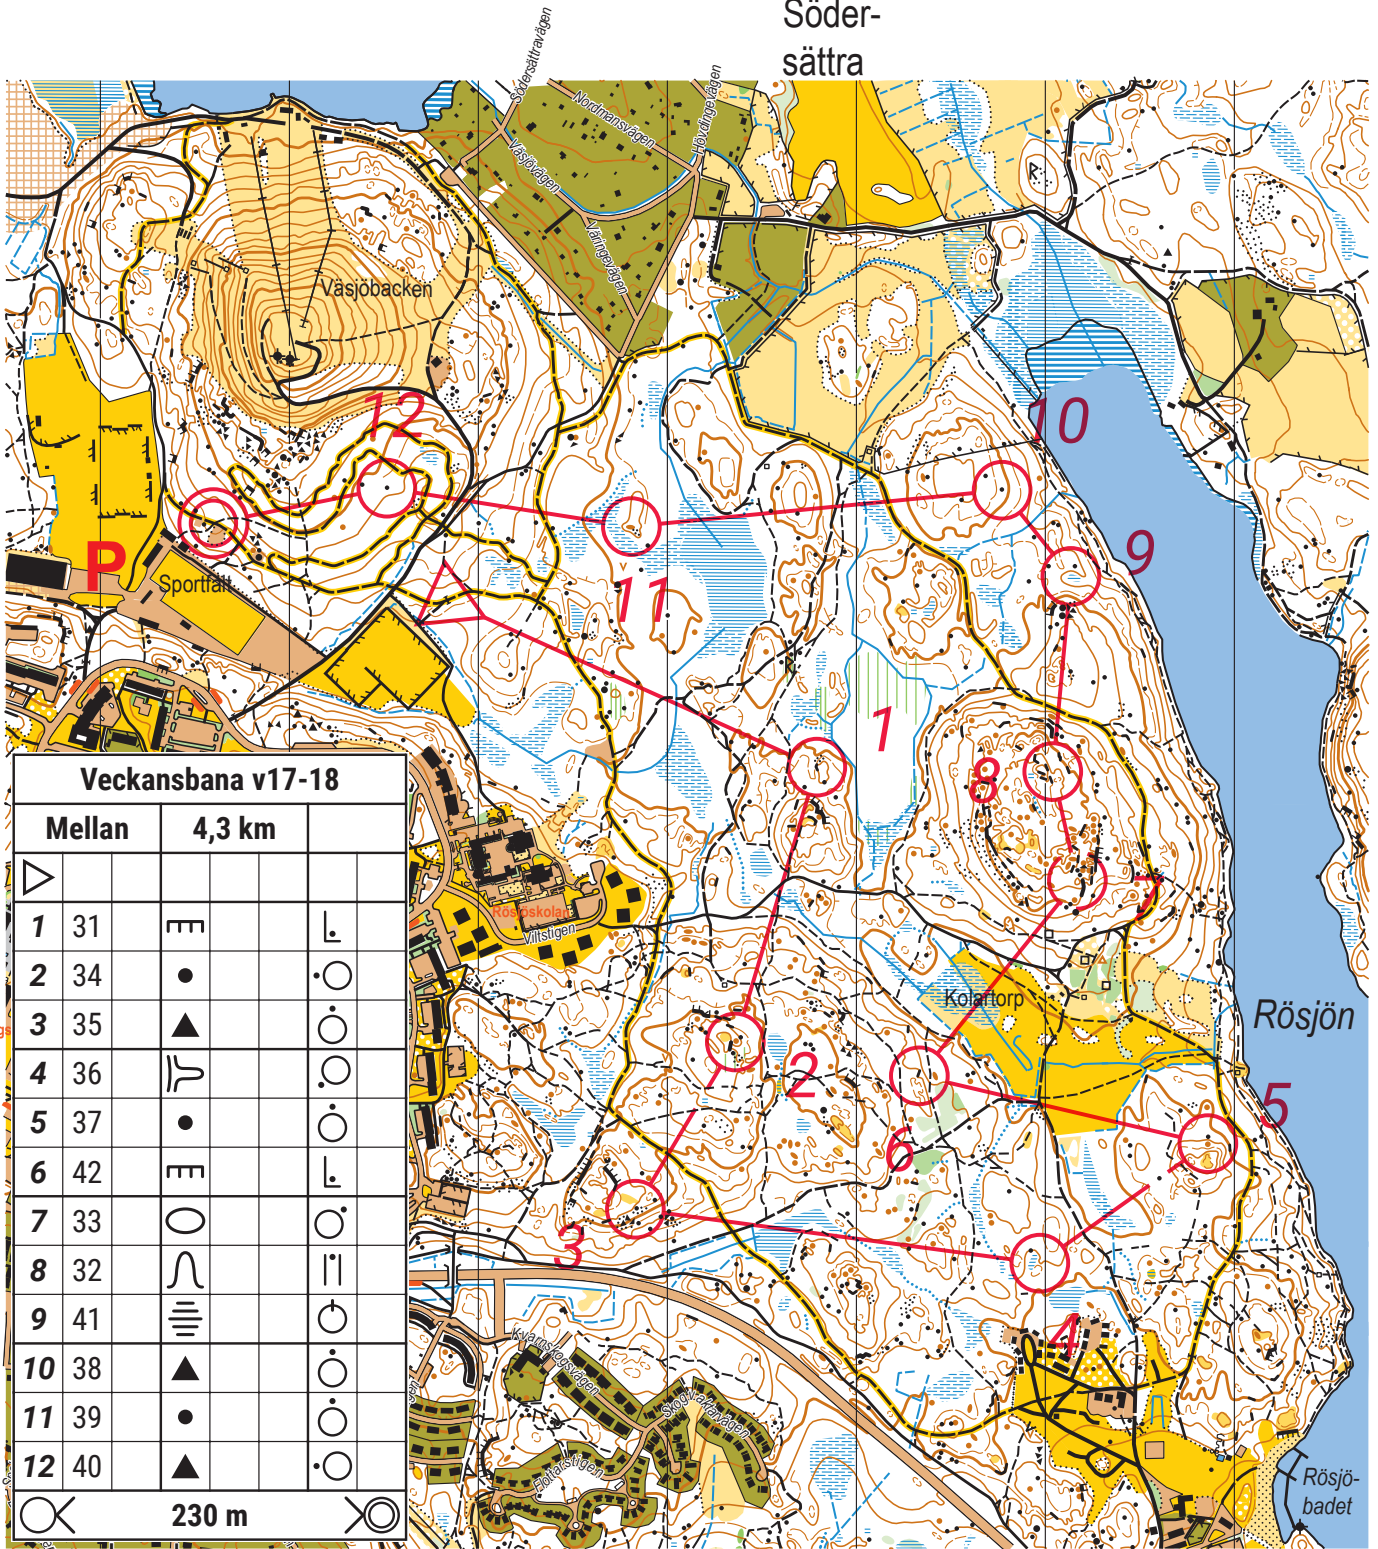 Söder-
sättra
Södersättravägen
Nordmansvägen
Hövdingevägen
Väsjövägen
Väringevägen
Väsjöbacken
12
10
9
11
P
Sportfält
1
8
7
Veckansbana v17-18
Mellan 4,3 km
1 31
2 34
3 35
4 36
5 37
6 42
7 33
8 32
9 41
10 38
11 39
12 40
230 m
Rösjöskolan
Viltstigen
Kolartorp
Rösjön
2
5
6
3
4
Kvarnskogsvägen
Skogviktarvägen
Flottarstigen
Rösjö-
badet